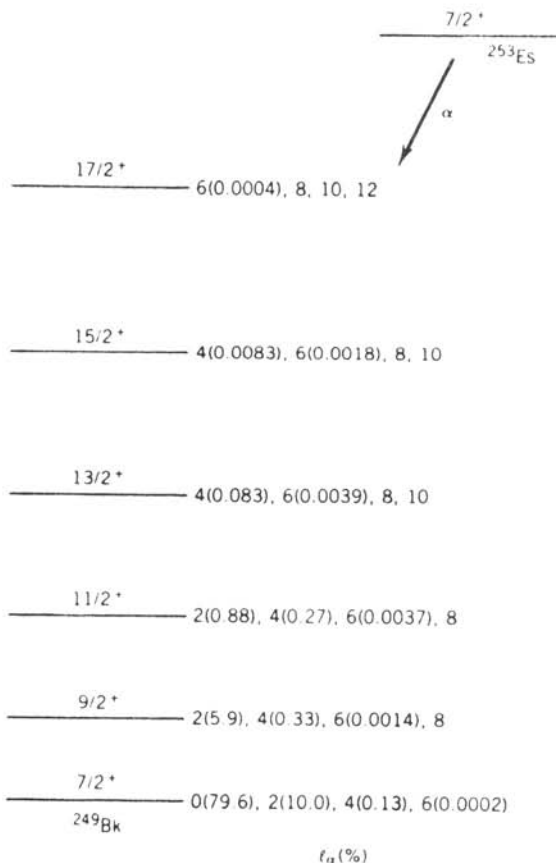 7/2 +
253Es
α
17/2 +
6(0.0004), 8, 10, 12
15/2 +
4(0.0083), 6(0.0018), 8, 10
13/2 +
4(0.083), 6(0.0039), 8, 10
11/2 +
2(0.88), 4(0.27), 6(0.0037), 8
9/2 +
2(5.9), 4(0.33), 6(0.0014), 8
7/2 +
0(79.6), 2(10.0), 4(0.13), 6(0.0002)
249Bk
ℓα(%)